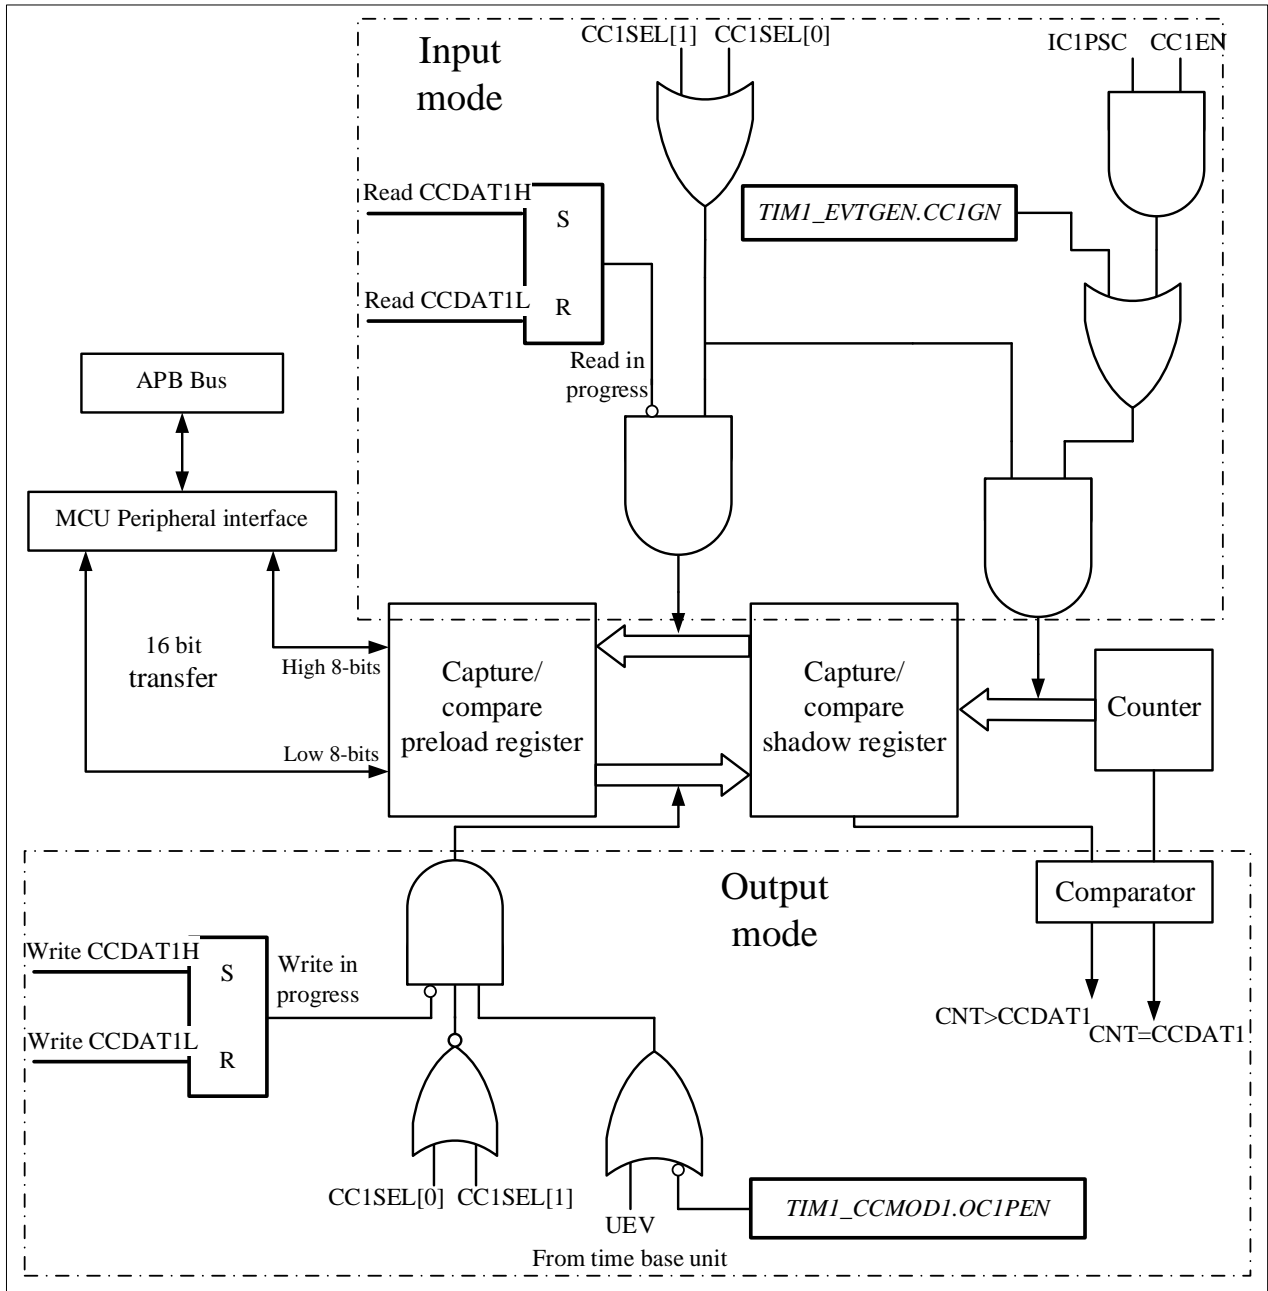 Input
mode
CC1SEL[1] CC1SEL[0]
IC1PSC CC1EN
Read CCDAT1H
S
TIM1_EVTGEN.CC1GN
Read CCDAT1L
R
Read in
progress
APB Bus
MCU Peripheral interface
16 bit
transfer
High 8-bits
Low 8-bits
Capture/
compare
preload register
Capture/
compare
shadow register
Counter
Output
mode
Comparator
Write CCDAT1H
S
Write in
progress
Write CCDAT1L
R
CNT>CCDAT1
CNT=CCDAT1
CC1SEL[0] CC1SEL[1]
UEV
TIM1_CCMOD1.OC1PEN
From time base unit